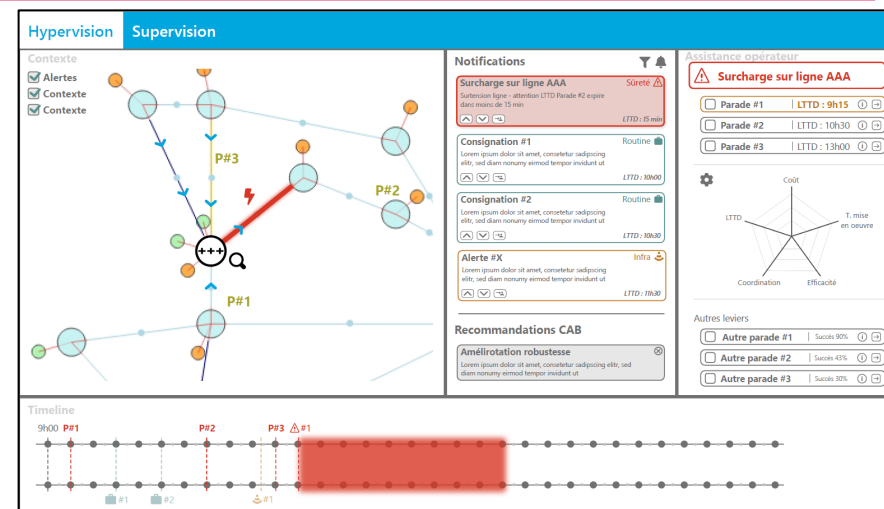 Hypervision Supervision
Contexte
Alertes
Contexte
Contexte
P#3
P#2
+++
P#1
Notifications
Surcharge sur ligne AAA Sûreté
Surtension ligne - attention LTTD Parade #2 expire
dans moins de 15 min
LTTD : 15 min
Consignation #1 Routine
Lorem ipsum dolor sit amet, consetetur sadipscing
elitr, sed diam nonumy eirmod tempor invidunt ut
LTTD : 10h00
Consignation #2 Routine
Lorem ipsum dolor sit amet, consetetur sadipscing
elitr, sed diam nonumy eirmod tempor invidunt ut
LTTD : 10h30
Alerte #X Infra
Lorem ipsum dolor sit amet, consetetur sadipscing
elitr, sed diam nonumy eirmod tempor invidunt ut
LTTD : 11h30
Recommandations CAB
Amélirotation robustesse
Lorem ipsum dolor sit amet, consetetur sadipscing elitr, sed
diam nonumy eirmod tempor invidunt ut
Assistance opérateur
Surcharge sur ligne AAA
Parade #1 | LTTD : 9h15
Parade #2 | LTTD : 10h30
Parade #3 | LTTD : 13h00
Coût
LTTD
T. mise
en oeuvre
Coordination Efficacité
Autres leviers
Autre parade #1 | Succès 90%
Autre parade #2 | Succès 43%
Autre parade #3 | Succès 30%
Timeline
9h00 P#1 P#2 P#3 #1
#1 #2 #1